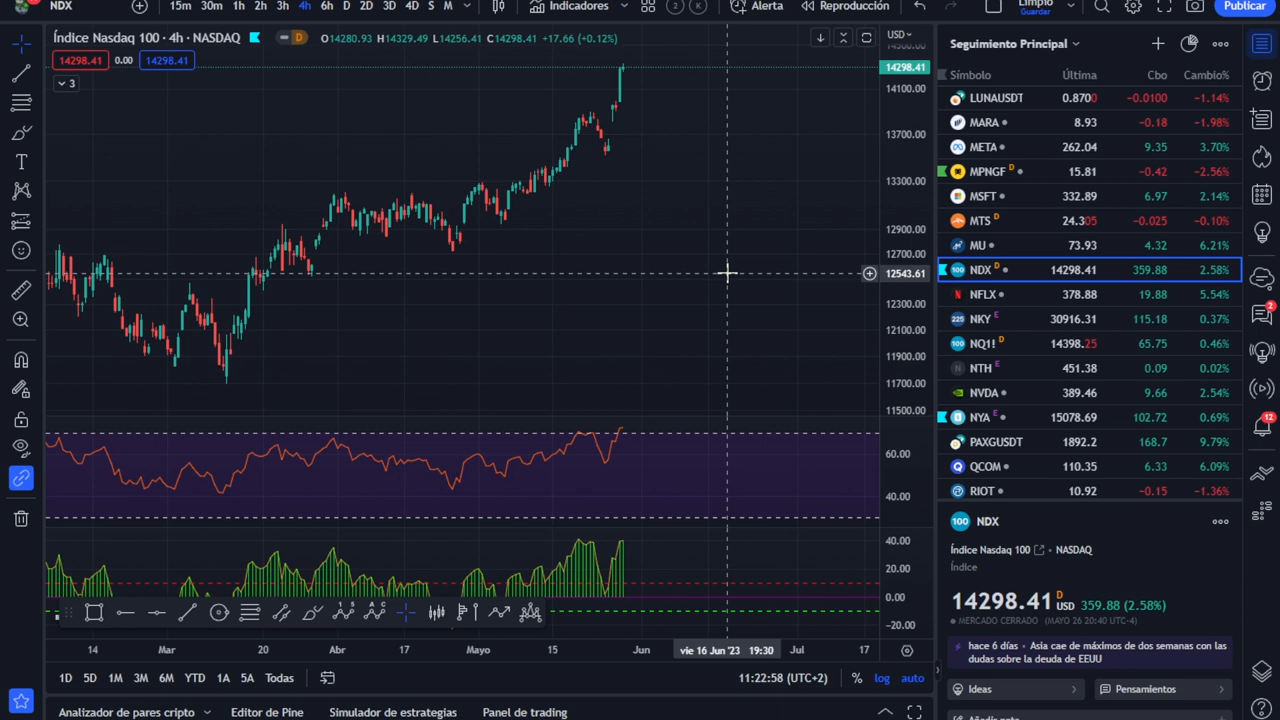 NDX 15m 30m 1h 2h 3h 4h 6h D 2D 3D 4D S M Indicadores Alerta Reproducción Limpio Guardar Publicar
Índice Nasdaq 100 · 4h · NASDAQ D O14280.93 H14329.49 L14256.41 C14298.41 +17.66 (+0.12%)
USD
14298.41 0.00 14298.41
3
14298.41
14100.00
13700.00
13300.00
12900.00
12700.00
12543.61
12300.00
12100.00
11900.00
11700.00
11500.00
60.00
40.00
40.00
20.00
0.00
−20.00
14 Mar 20 Abr 17 Mayo 15 Jun vie 16 Jun '23 19:30 Jul 17
1D 5D 1M 3M 6M YTD 1A 5A Todas
11:22:58 (UTC+2) % log auto
Analizador de pares cripto Editor de Pine Simulador de estrategias Panel de trading
Seguimiento Principal
Símbolo Última Cbo Cambio%
LUNAUSDT 0.8700 −0.0100 −1.14%
MARA 8.93 −0.18 −1.98%
META 262.04 9.35 3.70%
MPNGF D 15.81 −0.42 −2.56%
MSFT 332.89 6.97 2.14%
MTS D 24.305 −0.025 −0.10%
MU 73.93 4.32 6.21%
100 NDX D 14298.41 359.88 2.58%
NFLX 378.88 19.88 5.54%
225 NKY E 30916.31 115.18 0.37%
100 NQ1! D 14398.25 65.75 0.46%
N NTH E 451.38 0.09 0.02%
NVDA 389.46 9.66 2.54%
NYA E 15078.69 102.72 0.69%
PAXGUSDT 1892.2 168.7 9.79%
QCOM 110.35 6.33 6.09%
RIOT 10.92 −0.15 −1.36%
100 NDX
Índice Nasdaq 100 · NASDAQ
Índice
14298.41 D USD 359.88 (2.58%)
MERCADO CERRADO (MAYO 26 20:40 UTC-4)
hace 6 días • Asia cae de máximos de dos semanas con las
dudas sobre la deuda de EEUU
Ideas Pensamientos
2
12